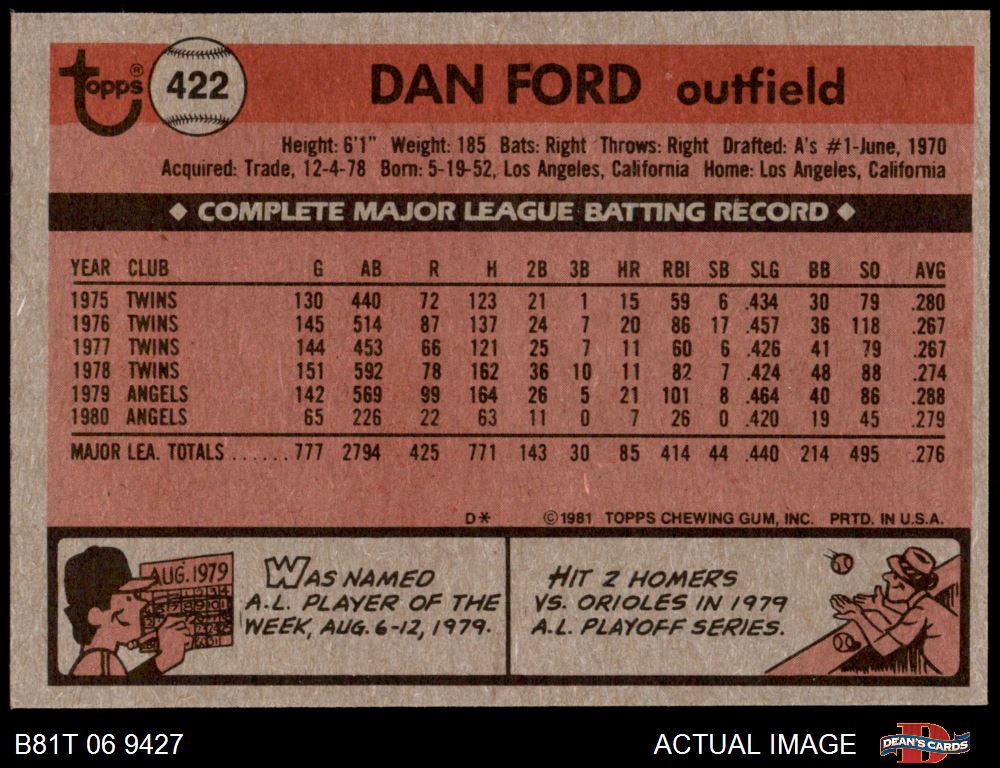 topps® 422 DAN FORD outfield
Height: 6'1" Weight: 185 Bats: Right Throws: Right Drafted: A's #1-June, 1970
Acquired: Trade, 12-4-78 Born: 5-19-52, Los Angeles, California Home: Los Angeles, California
◆ COMPLETE MAJOR LEAGUE BATTING RECORD ◆
YEAR CLUB G AB R H 2B 3B HR RBI SB SLG BB SO AVG
1975 TWINS 130 440 72 123 21 1 15 59 6 .434 30 79 .280
1976 TWINS 145 514 87 137 24 7 20 86 17 .457 36 118 .267
1977 TWINS 144 453 66 121 25 7 11 60 6 .426 41 79 .267
1978 TWINS 151 592 78 162 36 10 11 82 7 .424 48 88 .274
1979 ANGELS 142 569 99 164 26 5 21 101 8 .464 40 86 .288
1980 ANGELS 65 226 22 63 11 0 7 26 0 .420 19 45 .279
MAJOR LEA. TOTALS ......777 2794 425 771 143 30 85 414 44 .440 214 495 .276
D* ©1981 TOPPS CHEWING GUM, INC. PRTD. IN U.S.A.
AUG. 1979
WAS NAMED
A.L. PLAYER OF THE
WEEK, AUG. 6-12, 1979.
HIT 2 HOMERS
VS. ORIOLES IN 1979
A.L. PLAYOFF SERIES.
B81T 06 9427 ACTUAL IMAGE DEAN'S CARDS